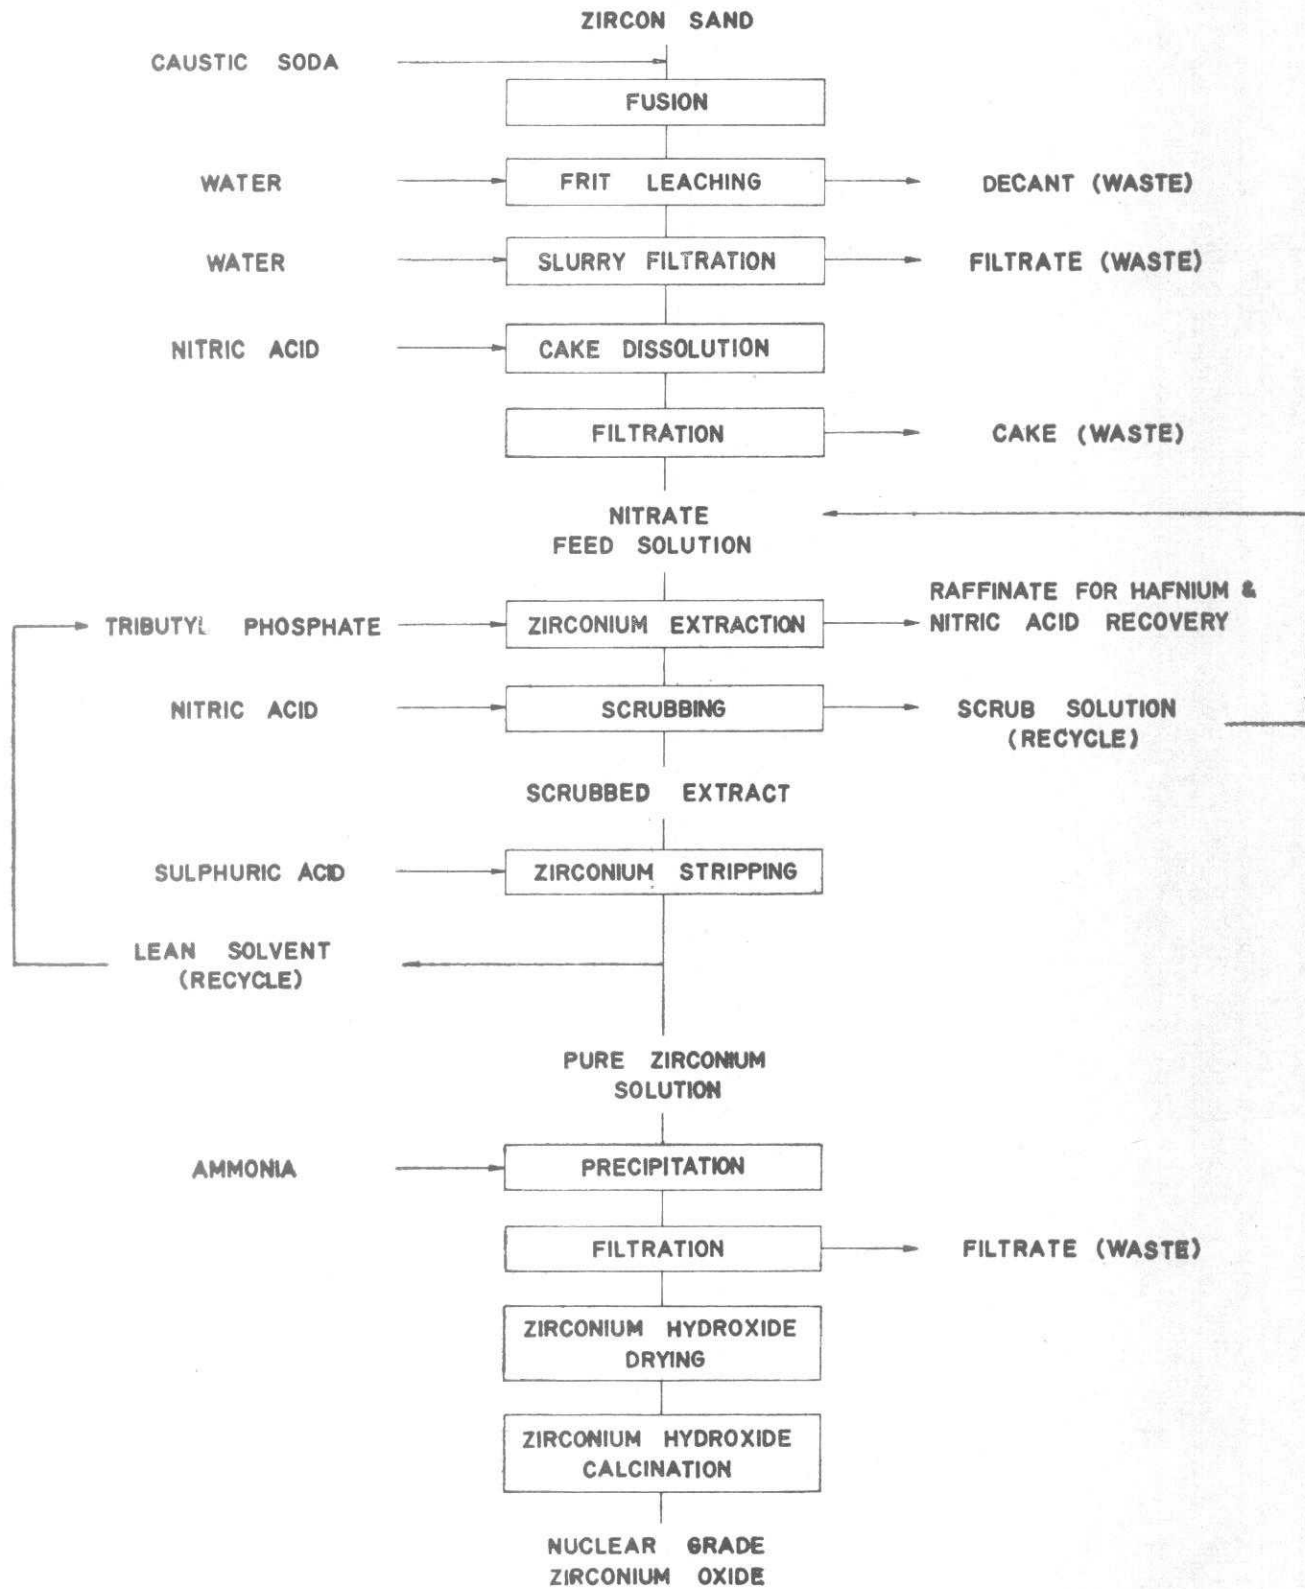 ZIRCON SAND
CAUSTIC SODA
FUSION
WATER
FRIT LEACHING
DECANT (WASTE)
WATER
SLURRY FILTRATION
FILTRATE (WASTE)
NITRIC ACID
CAKE DISSOLUTION
FILTRATION
CAKE (WASTE)
NITRATE
FEED SOLUTION
TRIBUTYL PHOSPHATE
ZIRCONIUM EXTRACTION
RAFFINATE FOR HAFNIUM &
NITRIC ACID RECOVERY
NITRIC ACID
SCRUBBING
SCRUB SOLUTION
(RECYCLE)
SCRUBBED EXTRACT
SULPHURIC ACID
ZIRCONIUM STRIPPING
LEAN SOLVENT
(RECYCLE)
PURE ZIRCONIUM
SOLUTION
AMMONIA
PRECIPITATION
FILTRATION
FILTRATE (WASTE)
ZIRCONIUM HYDROXIDE
DRYING
ZIRCONIUM HYDROXIDE
CALCINATION
NUCLEAR GRADE
ZIRCONIUM OXIDE